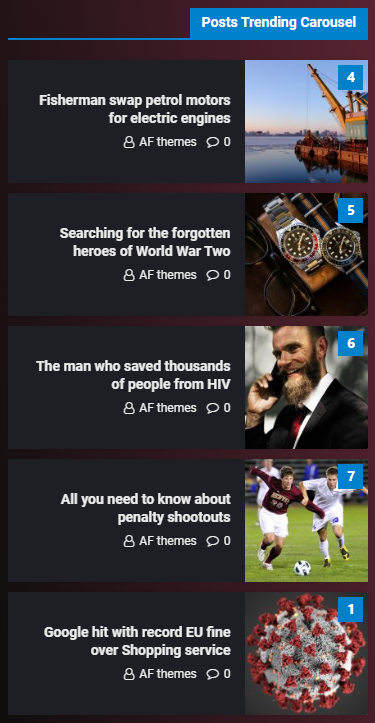 Posts Trending Carousel
4
Fisherman swap petrol motors
for electric engines
AF themes 0
5
Searching for the forgotten
heroes of World War Two
AF themes 0
6
The man who saved thousands
of people from HIV
AF themes 0
7
All you need to know about
penalty shootouts
AF themes 0
1
Google hit with record EU fine
over Shopping service
AF themes 0